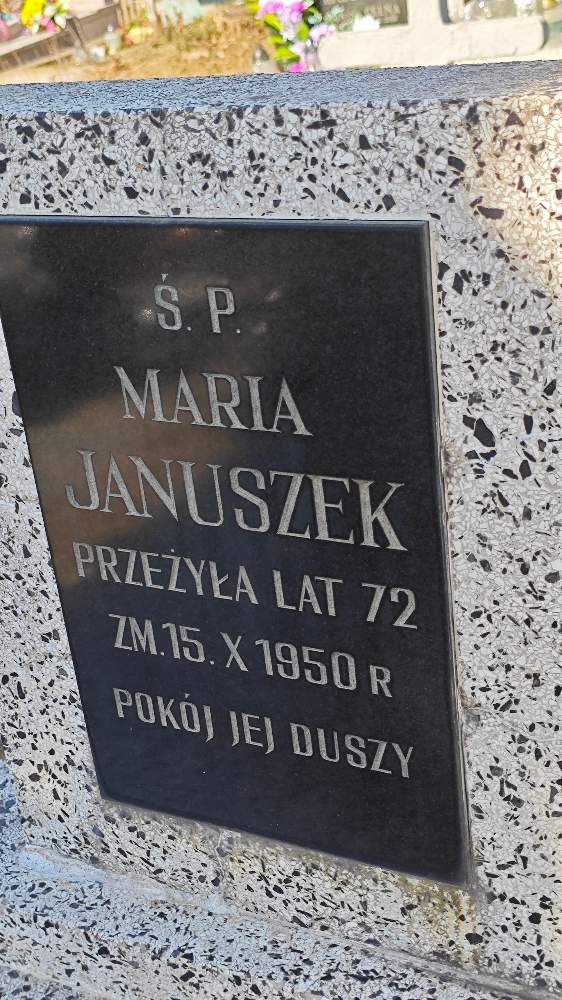 Ś. P.
MARIA
JANUSZEK
PRZEŻYŁA LAT 72
ZM. 15. X 1950 R
POKÓJ JEJ DUSZY